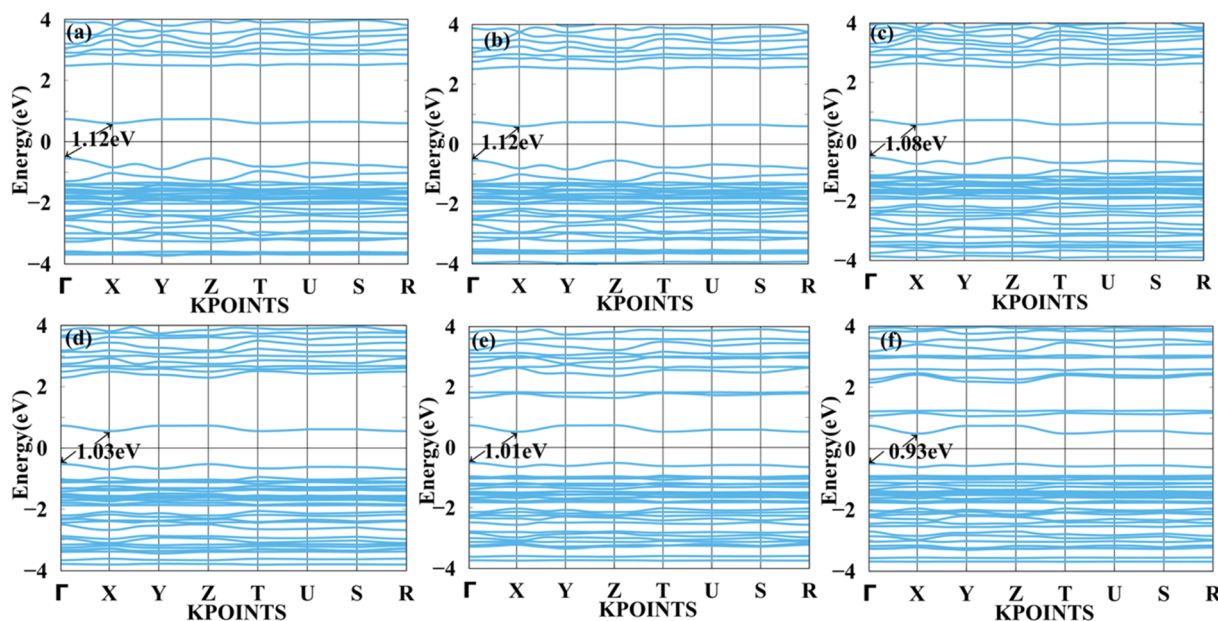 (a)
4
2
0
−2
−4
Energy(eV)
1.12eV
Γ X Y Z T U S R
KPOINTS
(b)
4
2
0
−2
−4
Energy(eV)
1.12eV
Γ X Y Z T U S R
KPOINTS
(c)
4
2
0
−2
−4
Energy(eV)
1.08eV
Γ X Y Z T U S R
KPOINTS
(d)
4
2
0
−2
−4
Energy(eV)
1.03eV
Γ X Y Z T U S R
KPOINTS
(e)
4
2
0
−2
−4
Energy(eV)
1.01eV
Γ X Y Z T U S R
KPOINTS
(f)
4
2
0
−2
−4
Energy(eV)
0.93eV
Γ X Y Z T U S R
KPOINTS